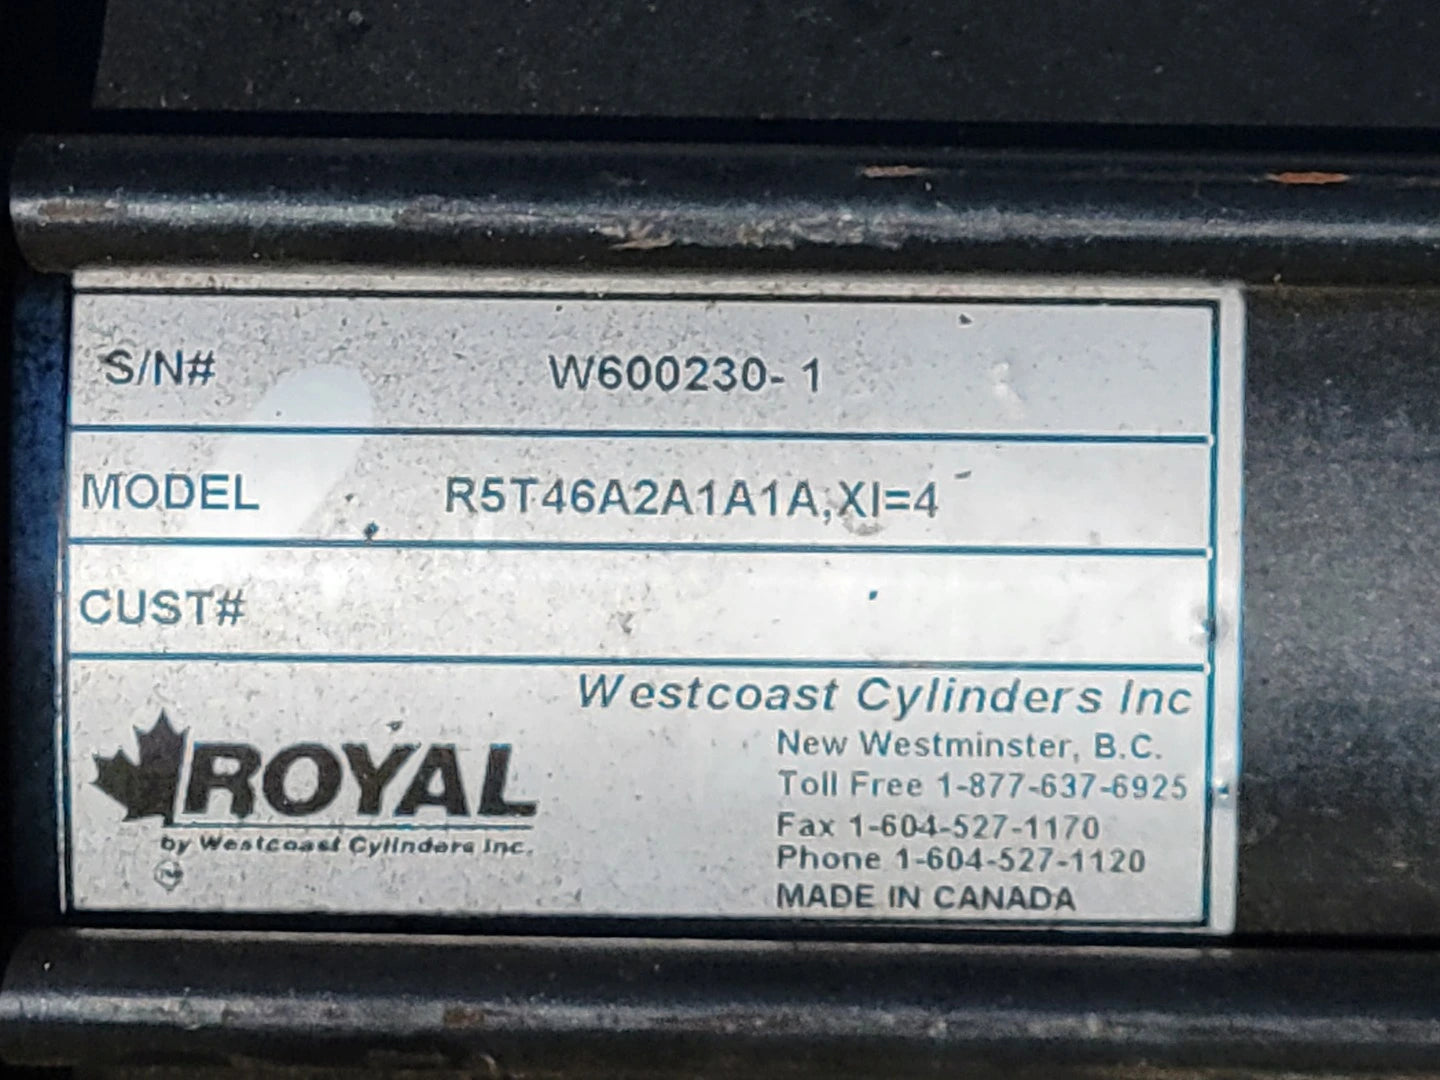 S/N# W600230- 1
MODEL R5T46A2A1A1A,XI=4
CUST#
Westcoast Cylinders Inc
New Westminster, B.C.
Toll Free 1-877-637-6925
Fax 1-604-527-1170
Phone 1-604-527-1120
MADE IN CANADA
ROYAL
by Westcoast Cylinders Inc.